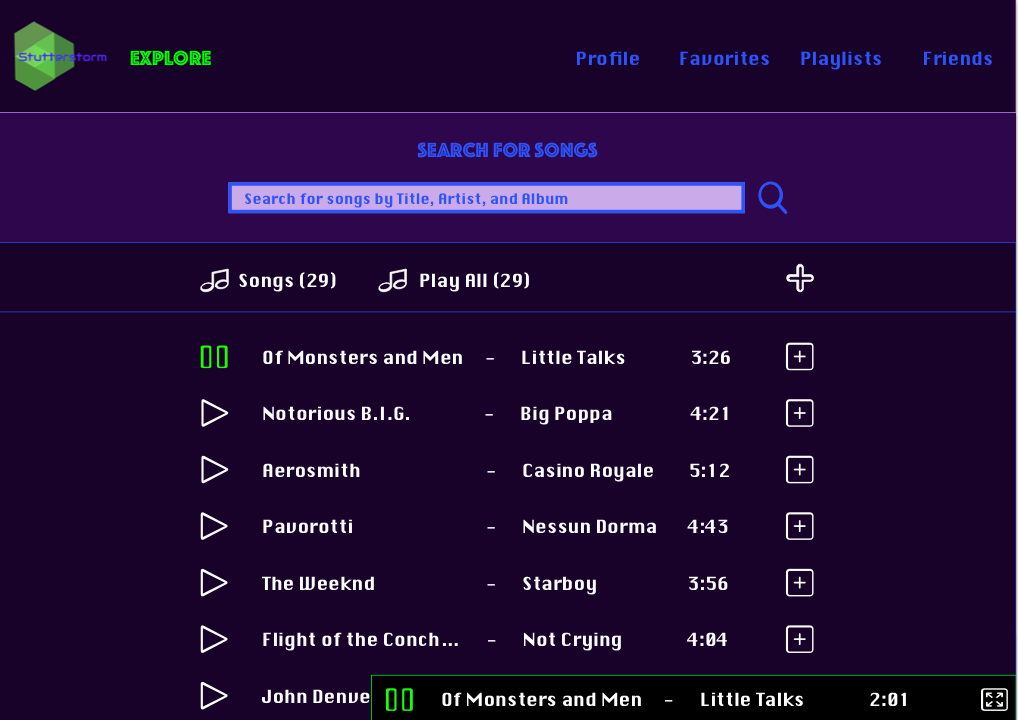 Stutterstorm
EXPLORE
Profile Favorites Playlists Friends
SEARCH FOR SONGS
Search for songs by Title, Artist, and Album
Songs (29) Play All (29)
Of Monsters and Men - Little Talks 3:26
Notorious B.I.G. - Big Poppa 4:21
Aerosmith - Casino Royale 5:12
Pavorotti - Nessun Dorma 4:43
The Weeknd - Starboy 3:56
Flight of the Conch... - Not Crying 4:04
John Denve
Of Monsters and Men - Little Talks 2:01